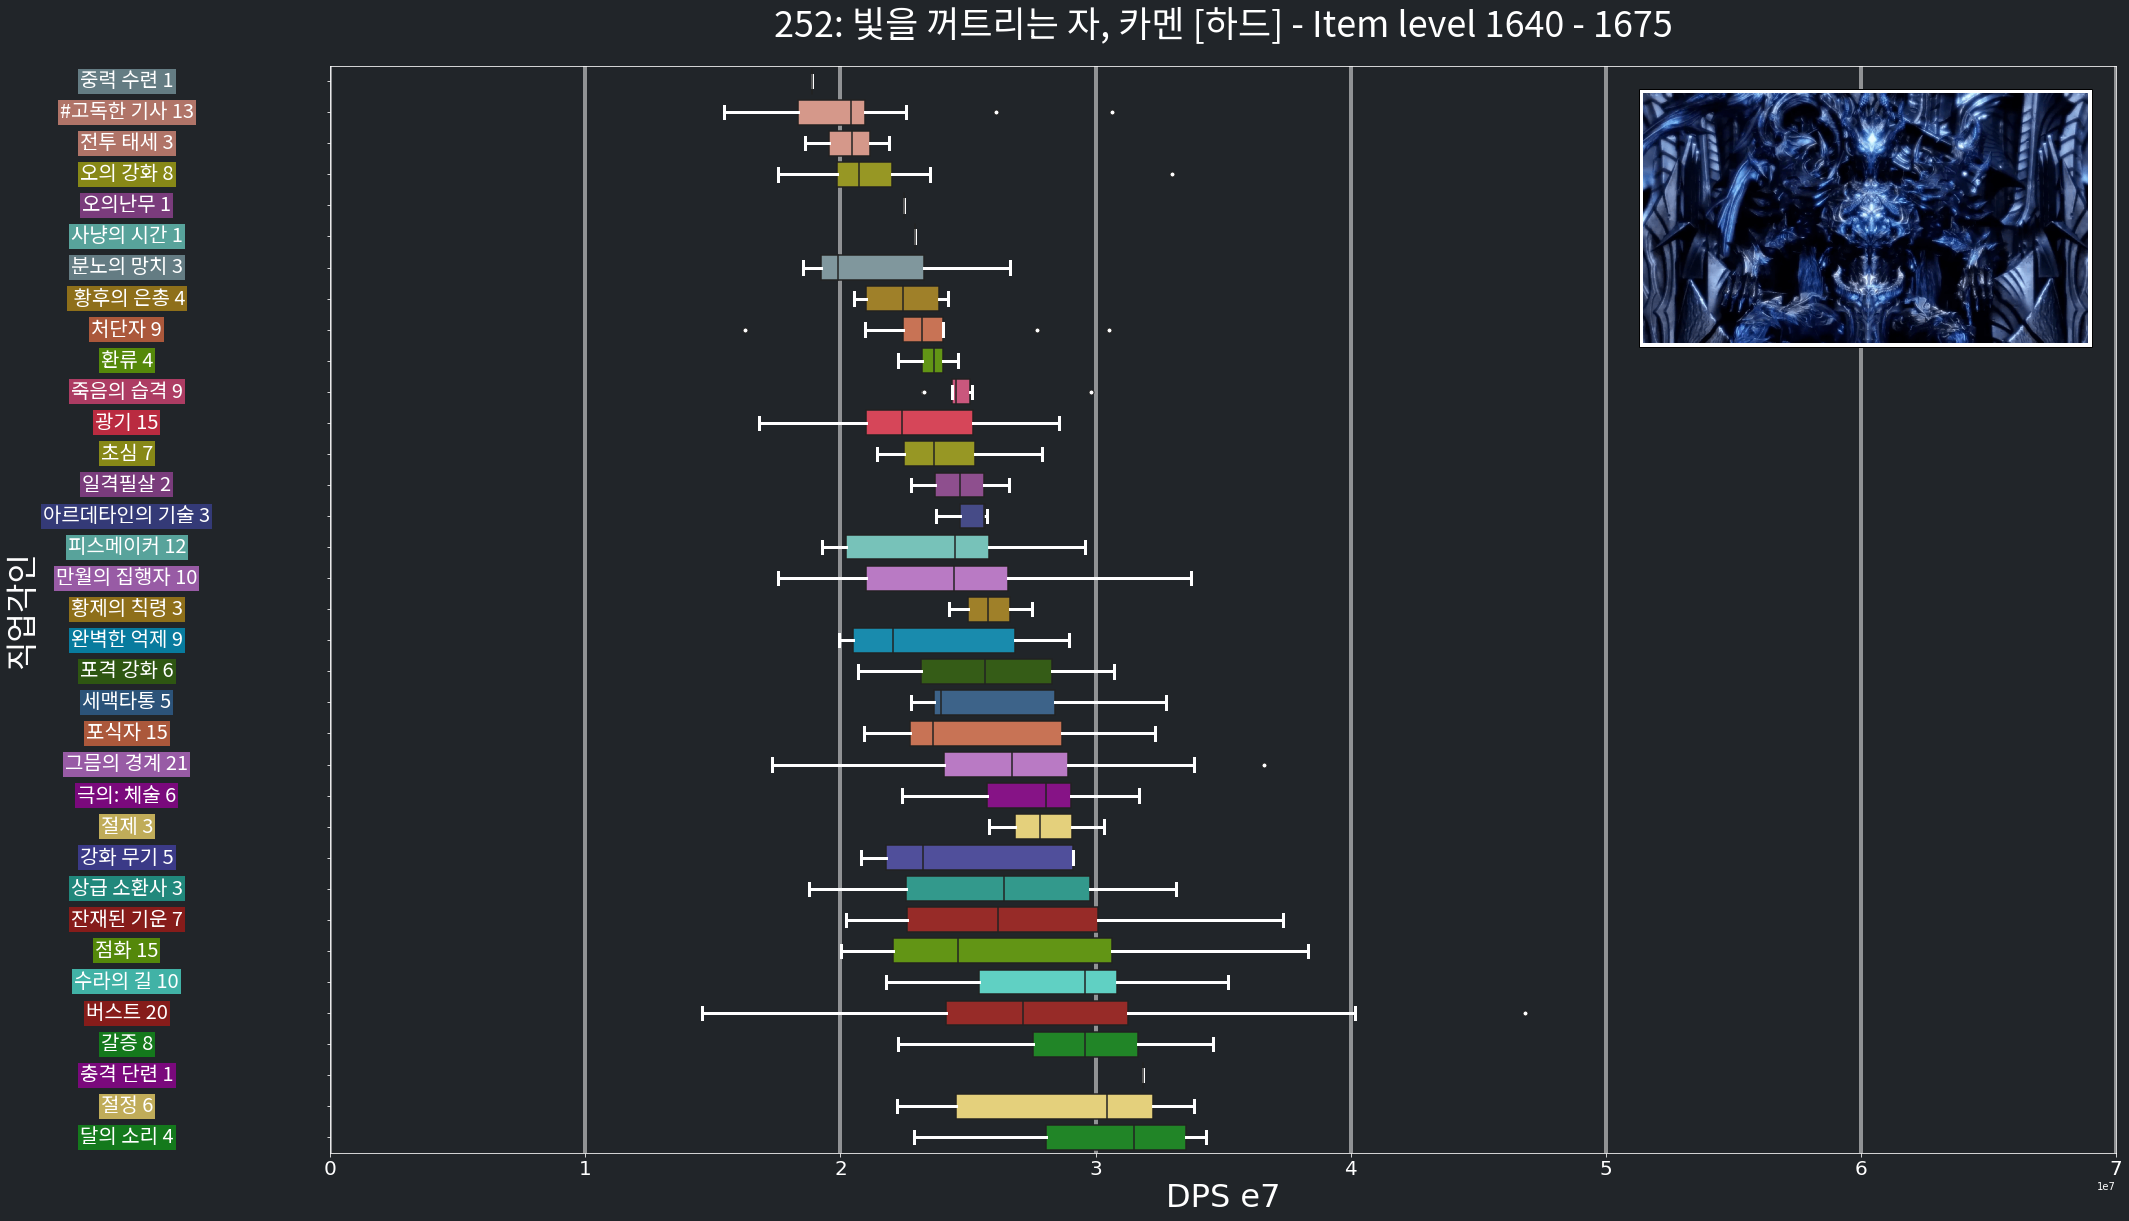 252: 빛을 꺼트리는 자, 카멘 [하드] - Item level 1640 - 1675
중력 수련 1
#고독한 기사 13
전투 태세 3
오의 강화 8
오의난무 1
사냥의 시간 1
분노의 망치 3
황후의 은총 4
처단자 9
환류 4
죽음의 습격 9
광기 15
초심 7
일격필살 2
아르데타인의 기술 3
피스메이커 12
만월의 집행자 10
황제의 칙령 3
완벽한 억제 9
포격 강화 6
세맥타통 5
포식자 15
그믐의 경계 21
극의: 체술 6
절제 3
강화 무기 5
상급 소환사 3
잔재된 기운 7
점화 15
수라의 길 10
버스트 20
갈증 8
충격 단련 1
절정 6
달의 소리 4
직업각인
0 1 2 3 4 5 6 7
1e7
DPS e7